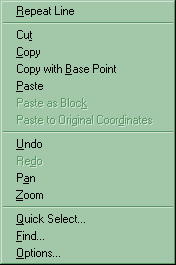 Repeat Line
Cut
Copy
Copy with Base Point
Paste
Paste as Block
Paste to Original Coordinates
Undo
Redo
Pan
Zoom
Quick Select...
Find...
Options...